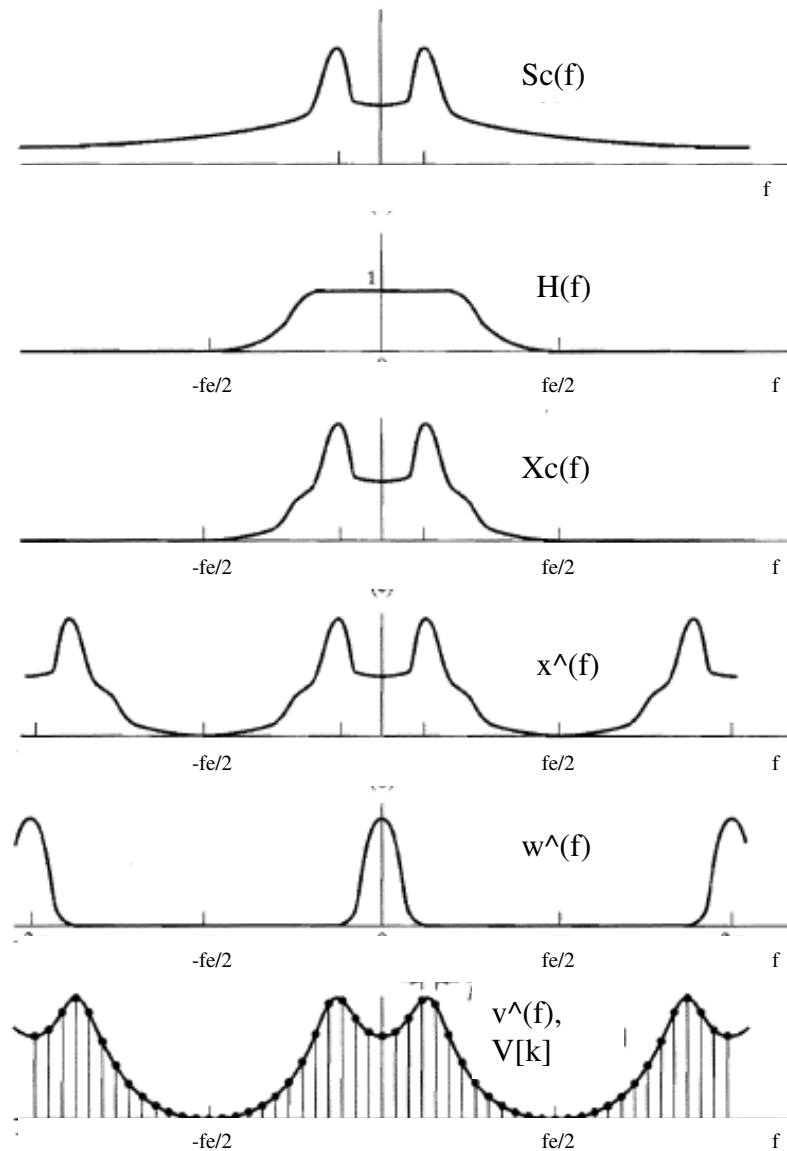 Sc(f)
f
1
H(f)
-fe/2 fe/2 f
Xc(f)
-fe/2 fe/2 f
x^(f)
-fe/2 fe/2 f
w^(f)
-fe/2 fe/2 f
v^(f),
V[k]
-fe/2 fe/2 f